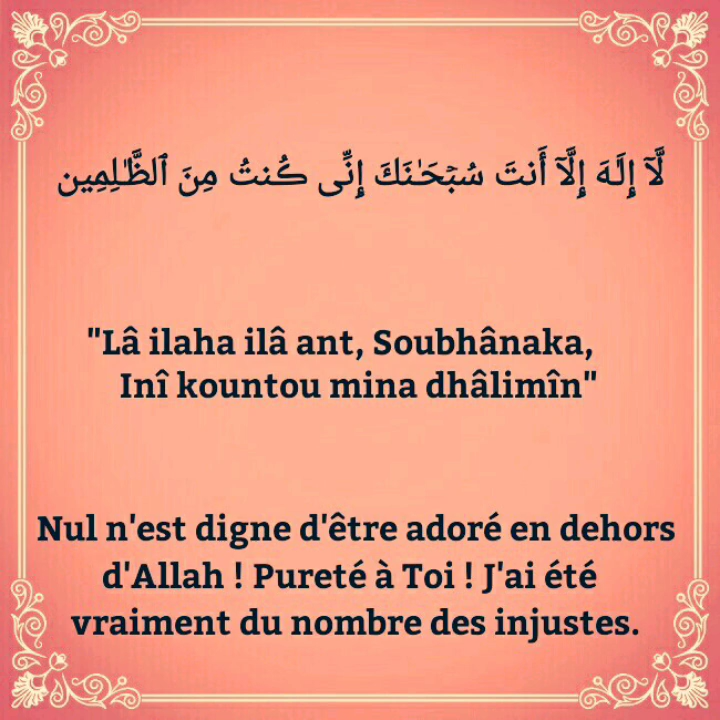 لَّآ إِلَٰهَ إِلَّآ أَنتَ سُبْحَـٰنَكَ إِنِّى كُنتُ مِنَ ٱلظَّـٰلِمِين
"Lâ ilaha ilâ ant, Soubhânaka,
Inî kountou mina dhâlimîn"
Nul n'est digne d'être adoré en dehors
d'Allah ! Pureté à Toi ! J'ai été
vraiment du nombre des injustes.